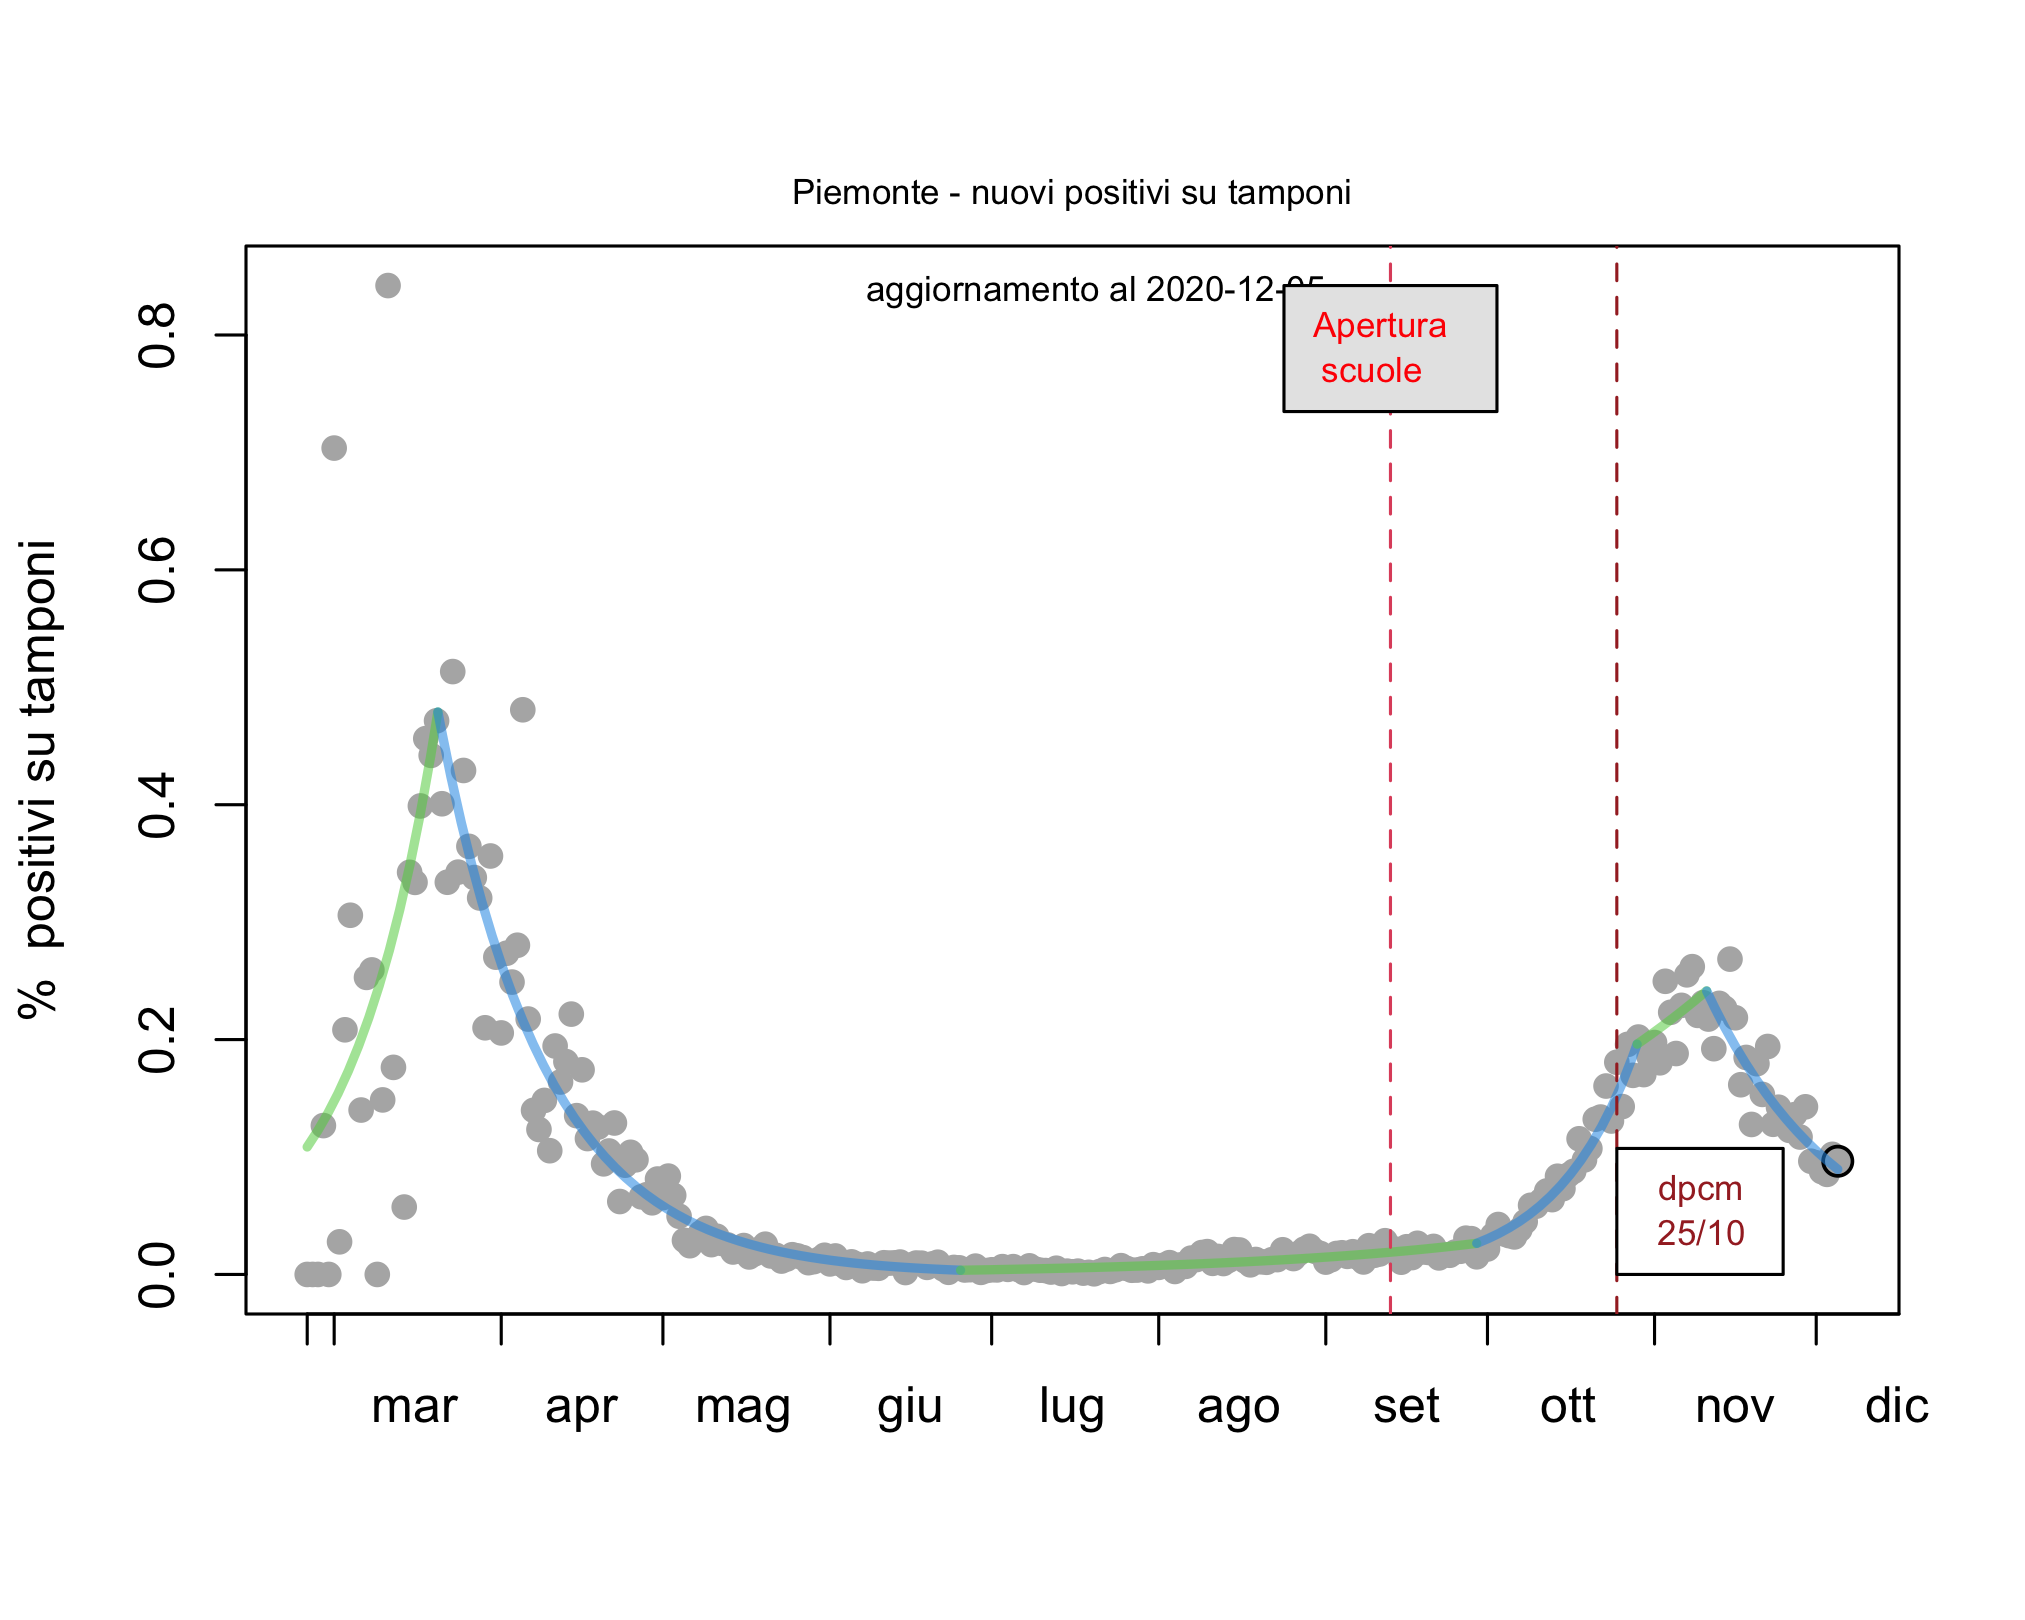 Piemonte - nuovi positivi su tamponi
aggiornamento al 2020-12-05
Apertura
scuole
% positivi su tamponi
0.8
0.6
0.4
0.2
0.0
dpcm
25/10
mar apr mag giu lug ago set ott nov dic